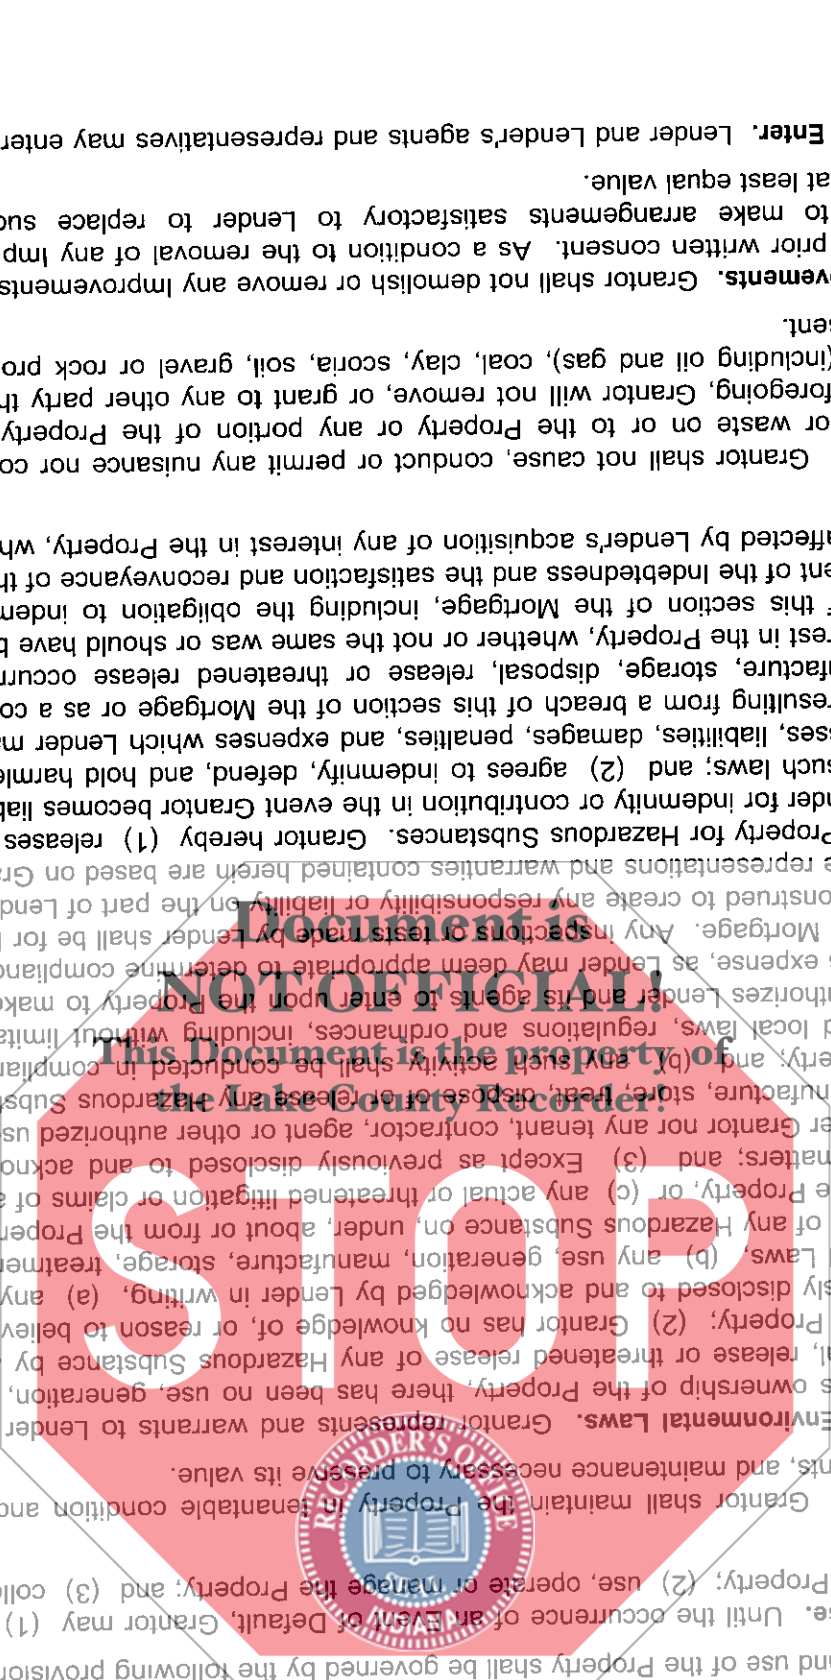 nd use of the Property shall be governed by the following provision
se. Until the occurrence of an Event of Default, Grantor may (1)
Property; (2) use, operate or manage the Property; and (3) colle
Grantor shall maintain the Property in tenantable condition and
nts, and maintenance necessary to preserve its value.
Environmental Laws. Grantor represents and warrants to Lender
s ownership of the Property, there has been no use, generation,
al, release or threatened release of any Hazardous Substance by
Property; (2) Grantor has no knowledge of, or reason to believ
sly disclosed to and acknowledged by Lender in writing, (a) any
l Laws, (b) any use, generation, manufacture, storage, treatmen
of any Hazardous Substance on, under, about or from the Proper
e Property, or (c) any actual or threatened litigation or claims of a
matters; and (3) Except as previously disclosed to and ackno
er Grantor nor any tenant, contractor, agent or other authorized us
nufacture, store, treat, dispose of or release any Hazardous Subst
erty; and (b) any such activity shall be conducted in complian
d local laws, regulations and ordinances, including without limita
uthorizes Lender and its agents to enter upon the Property to make
s expense, as Lender may deem appropriate to determine compliance
Mortgage. Any inspections or tests made by Lender shall be for L
onstrued to create any responsibility or liability on the part of Lend
e representations and warranties contained herein are based on Gra
Property for Hazardous Substances. Grantor hereby (1) releases
nder for indemnity or contribution in the event Grantor becomes liab
such laws; and (2) agrees to indemnify, defend, and hold harmle
sses, liabilities, damages, penalties, and expenses which Lender ma
resulting from a breach of this section of the Mortgage or as a co
ufacture, storage, disposal, release or threatened release occurri
rest in the Property, whether or not the same was or should have b
f this section of the Mortgage, including the obligation to indem
ent of the Indebtedness and the satisfaction and reconveyance of th
affected by Lender's acquisition of any interest in the Property, wh
Grantor shall not cause, conduct or permit any nuisance nor co
or waste on or to the Property or any portion of the Property
foregoing, Grantor will not remove, or grant to any other party th
(including oil and gas), coal, clay, scoria, soil, gravel or rock pro
sent.
vements. Grantor shall not demolish or remove any Improvements
prior written consent. As a condition to the removal of any Imp
to make arrangements satisfactory to Lender to replace suc
at least equal value.
Enter. Lender and Lender's agents and representatives may enter
Document is
NOT OFFICIAL!
This Document is the property of
the Lake County Recorder!
STOP
RECORDER'S OFFICE
SEAL
INDIANA